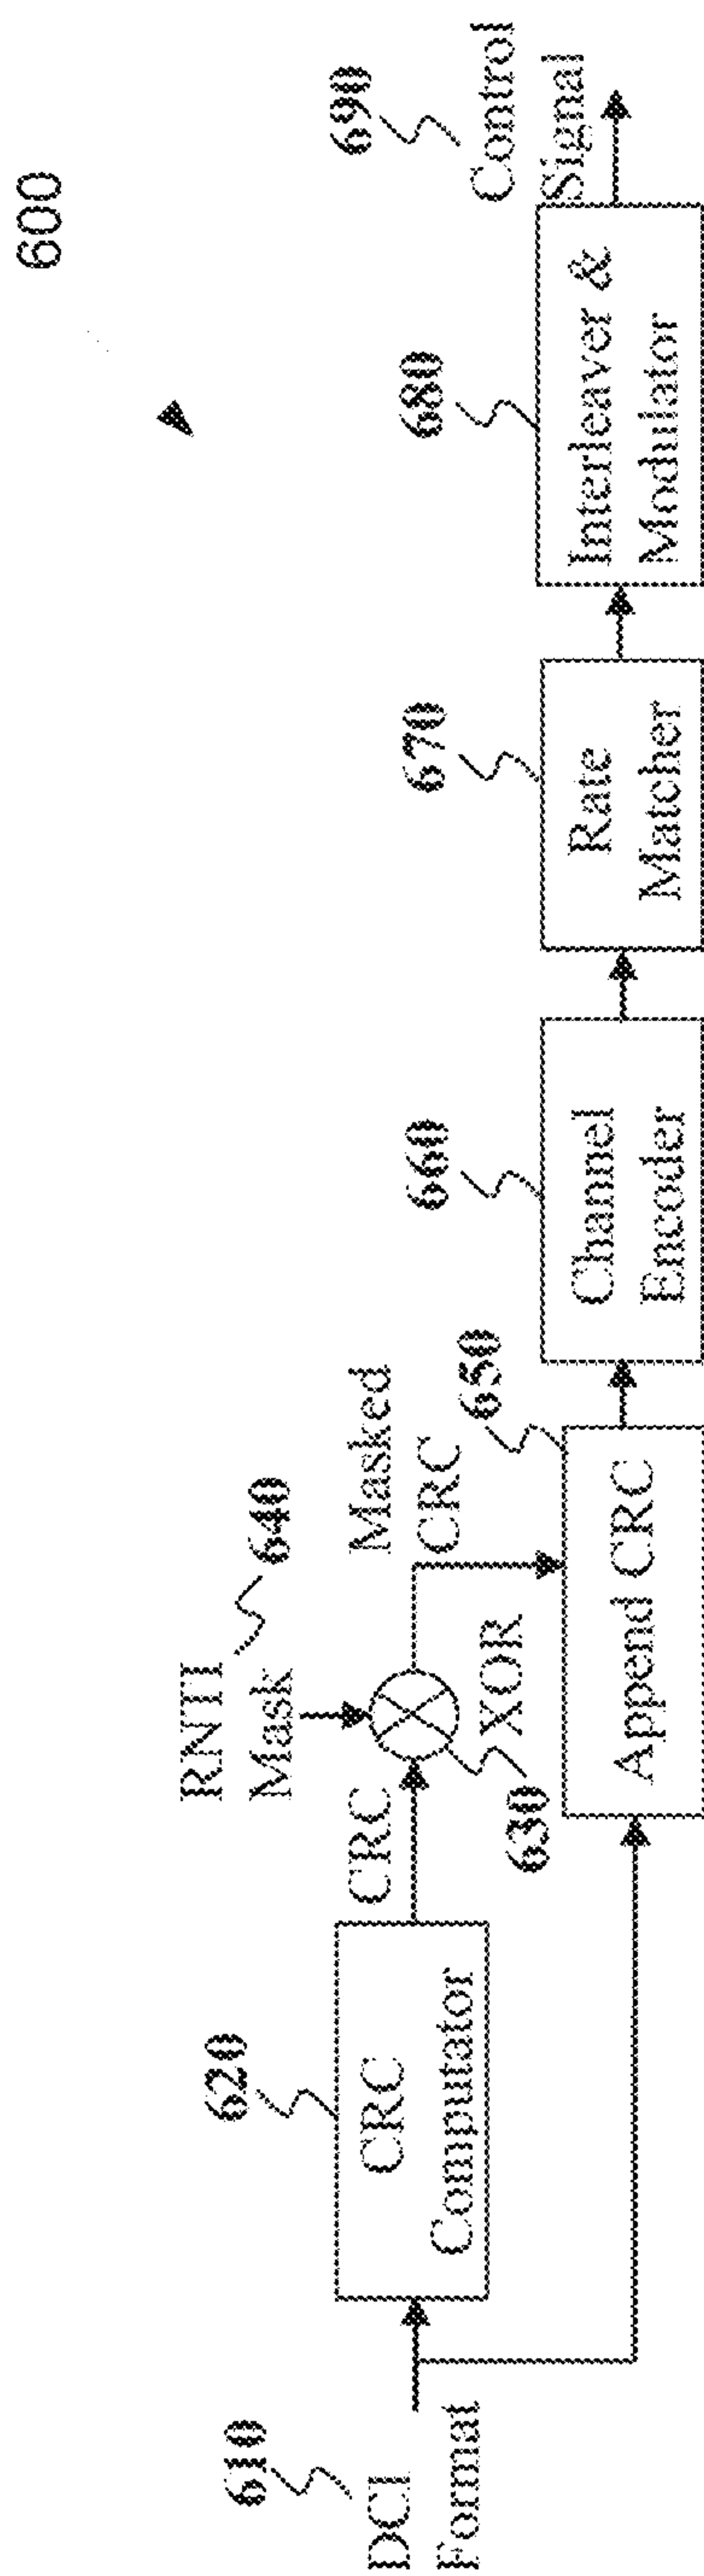 600
610
DCI
Format
620
CRC
Computator
CRC
RNTI
Mask
640
630
XOR
Masked
CRC
650
Append CRC
660
Channel
Encoder
670
Rate
Matcher
680
Interleaver &
Modulator
690
Control
Signal